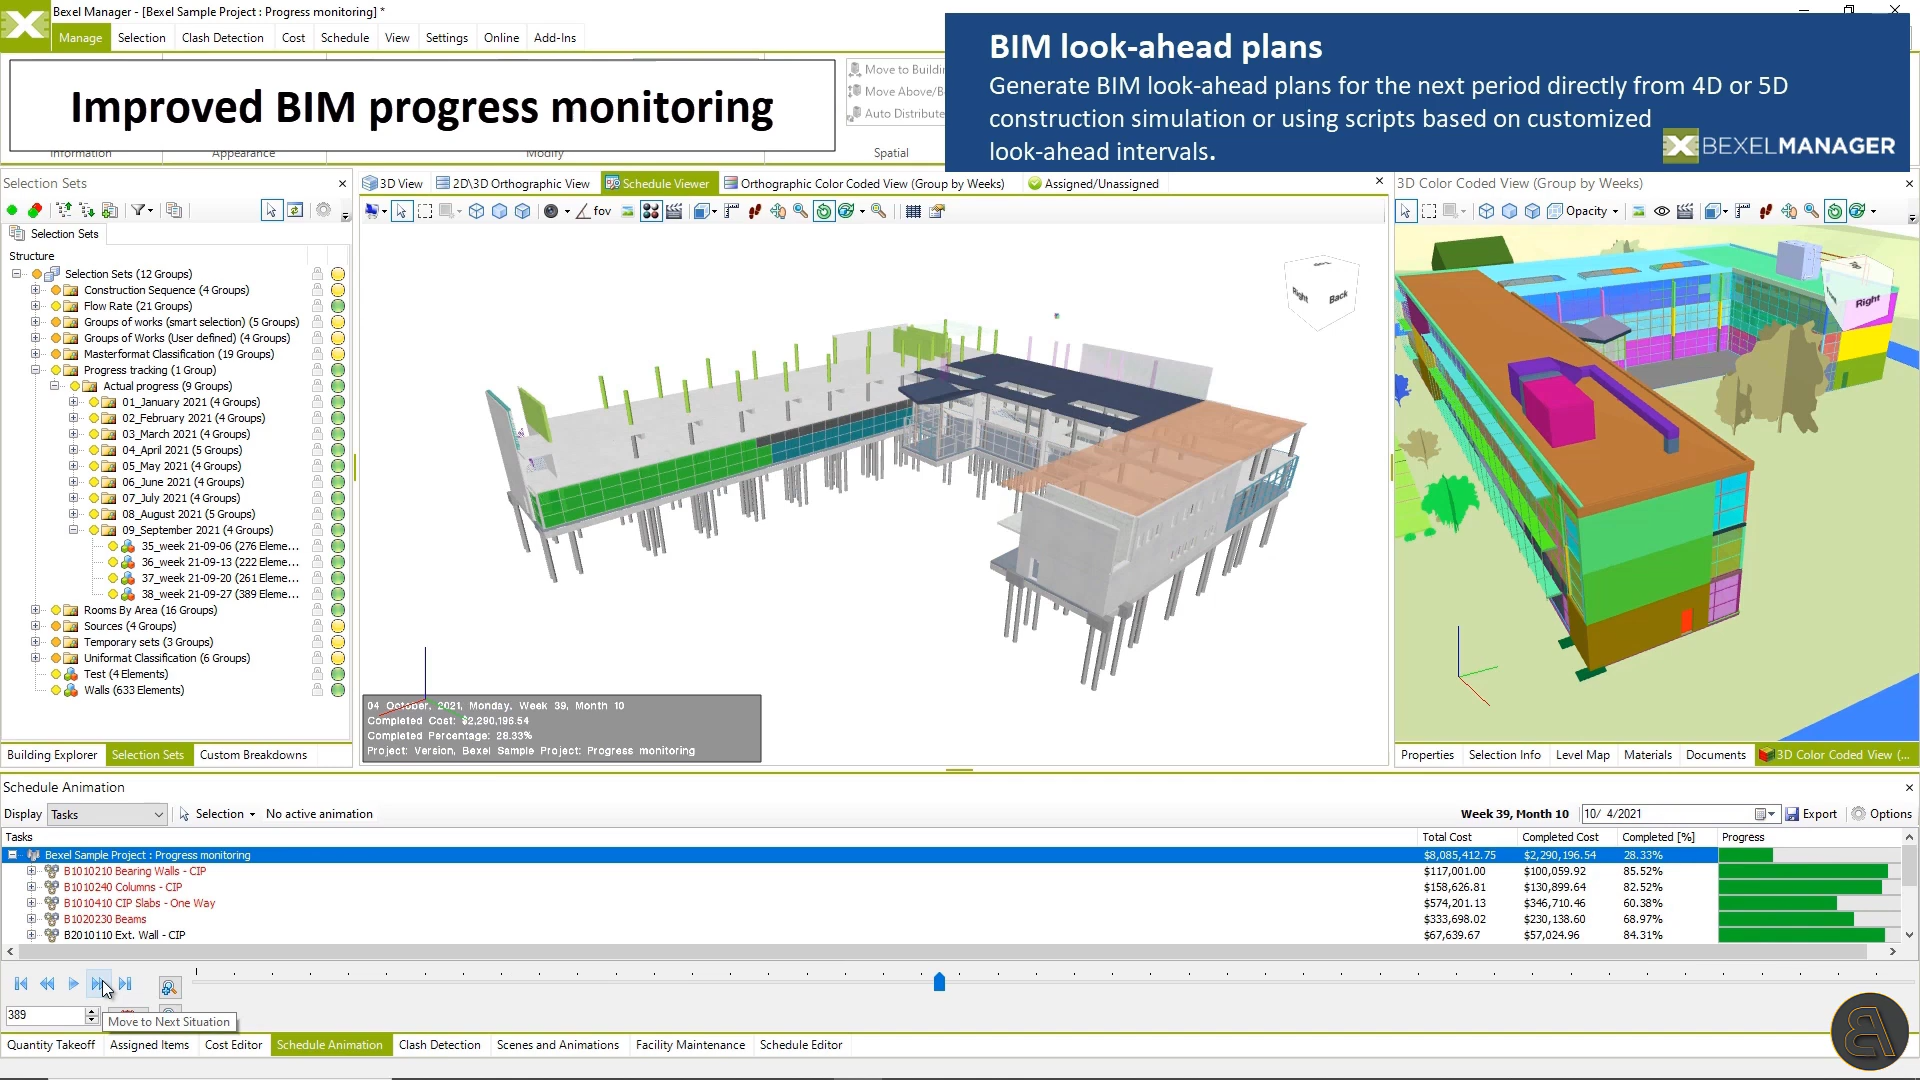 Bexel Manager - [Bexel Sample Project : Progress monitoring] *
Manage Selection Clash Detection Cost Schedule View Settings Online Add-Ins
Improved BIM progress monitoring
BIM look-ahead plans
Generate BIM look-ahead plans for the next period directly from 4D or 5D
construction simulation or using scripts based on customized
look-ahead intervals.
BEXELMANAGER
Move to Buildin
Move Above/B
Auto Distribute
Information Appearance Modify Spatial
Selection Sets
3D View 2D\3D Orthographic View Schedule Viewer Orthographic Color Coded View (Group by Weeks) Assigned/Unassigned
3D Color Coded View (Group by Weeks)
fov
Opacity
Selection Sets
Structure
Selection Sets (12 Groups)
Construction Sequence (4 Groups)
Flow Rate (21 Groups)
Groups of works (smart selection) (5 Groups)
Groups of Works (User defined) (4 Groups)
Masterformat Classification (19 Groups)
Progress tracking (1 Group)
Actual progress (9 Groups)
01_January 2021 (4 Groups)
02_February 2021 (4 Groups)
03_March 2021 (4 Groups)
04_April 2021 (5 Groups)
05_May 2021 (4 Groups)
06_June 2021 (4 Groups)
07_July 2021 (4 Groups)
08_August 2021 (5 Groups)
09_September 2021 (4 Groups)
35_week 21-09-06 (276 Eleme...
36_week 21-09-13 (222 Eleme...
37_week 21-09-20 (261 Eleme...
38_week 21-09-27 (389 Eleme...
Rooms By Area (16 Groups)
Sources (4 Groups)
Temporary sets (3 Groups)
Uniformat Classification (6 Groups)
Test (4 Elements)
Walls (633 Elements)
Right Back
Right
04 October, 2021, Monday, Week 39, Month 10
Completed Cost: $2,290,196.54
Completed Percentage: 28.33%
Project: Version, Bexel Sample Project: Progress monitoring
Building Explorer Selection Sets Custom Breakdowns
Properties Selection Info Level Map Materials Documents 3D Color Coded View (...
Schedule Animation
Display Tasks Selection No active animation
Week 39, Month 10 10/ 4/2021 Export Options
Tasks Total Cost Completed Cost Completed [%] Progress
Bexel Sample Project : Progress monitoring $8,085,412.75 $2,290,196.54 28.33%
B1010210 Bearing Walls - CIP $117,001.00 $100,059.92 85.52%
B1010240 Columns - CIP $158,626.81 $130,899.64 82.52%
B1010410 CIP Slabs - One Way $574,201.13 $346,710.46 60.38%
B1020230 Beams $333,698.02 $230,138.60 68.97%
B2010110 Ext. Wall - CIP $67,639.67 $57,024.96 84.31%
389
Move to Next Situation
Quantity Takeoff Assigned Items Cost Editor Schedule Animation Clash Detection Scenes and Animations Facility Maintenance Schedule Editor